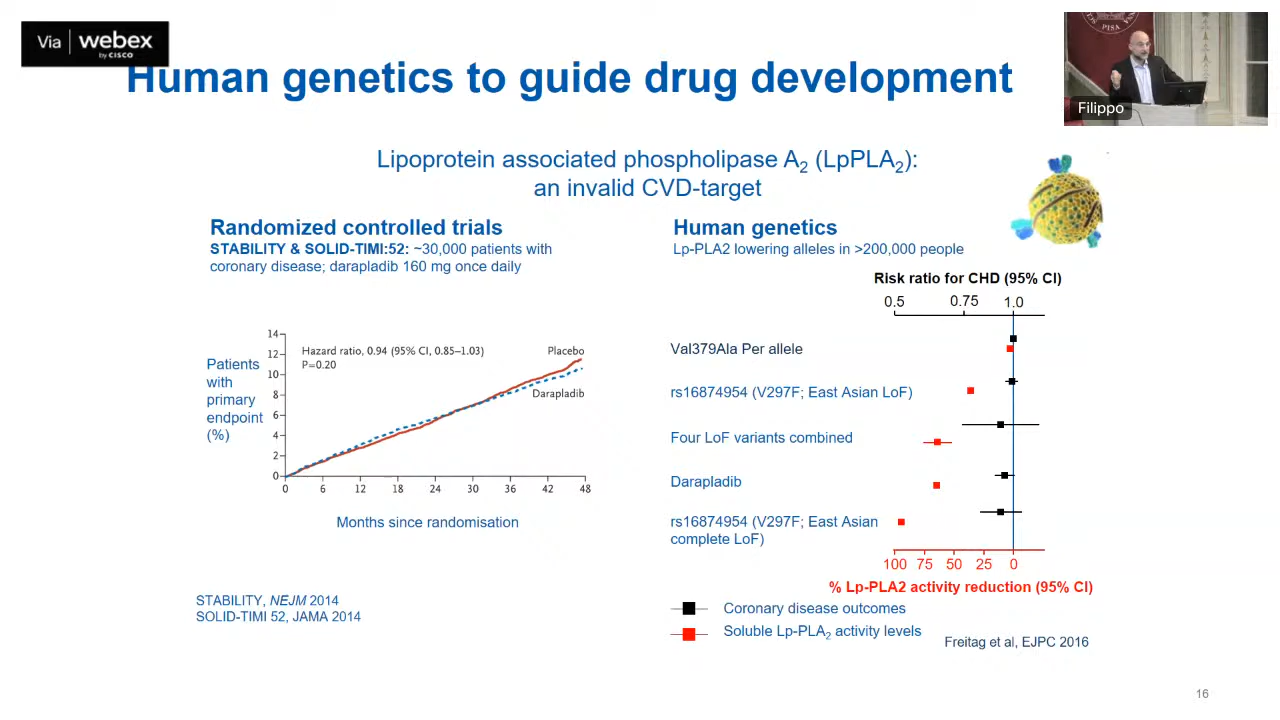 Via webex
by CISCO
Human genetics to guide drug development
PISA
Filippo
Lipoprotein associated phospholipase A2 (LpPLA2):
an invalid CVD-target
Randomized controlled trials
STABILITY & SOLID-TIMI:52: ~30,000 patients with
coronary disease; darapladib 160 mg once daily
Patients
with
primary
endpoint
(%)
14
12
10
8
6
4
2
0
Hazard ratio, 0.94 (95% CI, 0.85–1.03)
P=0.20
Placebo
Darapladib
0 6 12 18 24 30 36 42 48
Months since randomisation
STABILITY, NEJM 2014
SOLID-TIMI 52, JAMA 2014
Human genetics
Lp-PLA2 lowering alleles in >200,000 people
Risk ratio for CHD (95% CI)
0.5 0.75 1.0
Val379Ala Per allele
rs16874954 (V297F; East Asian LoF)
Four LoF variants combined
Darapladib
rs16874954 (V297F; East Asian
complete LoF)
100 75 50 25 0
% Lp-PLA2 activity reduction (95% CI)
Coronary disease outcomes
Soluble Lp-PLA2 activity levels
Freitag et al, EJPC 2016
16